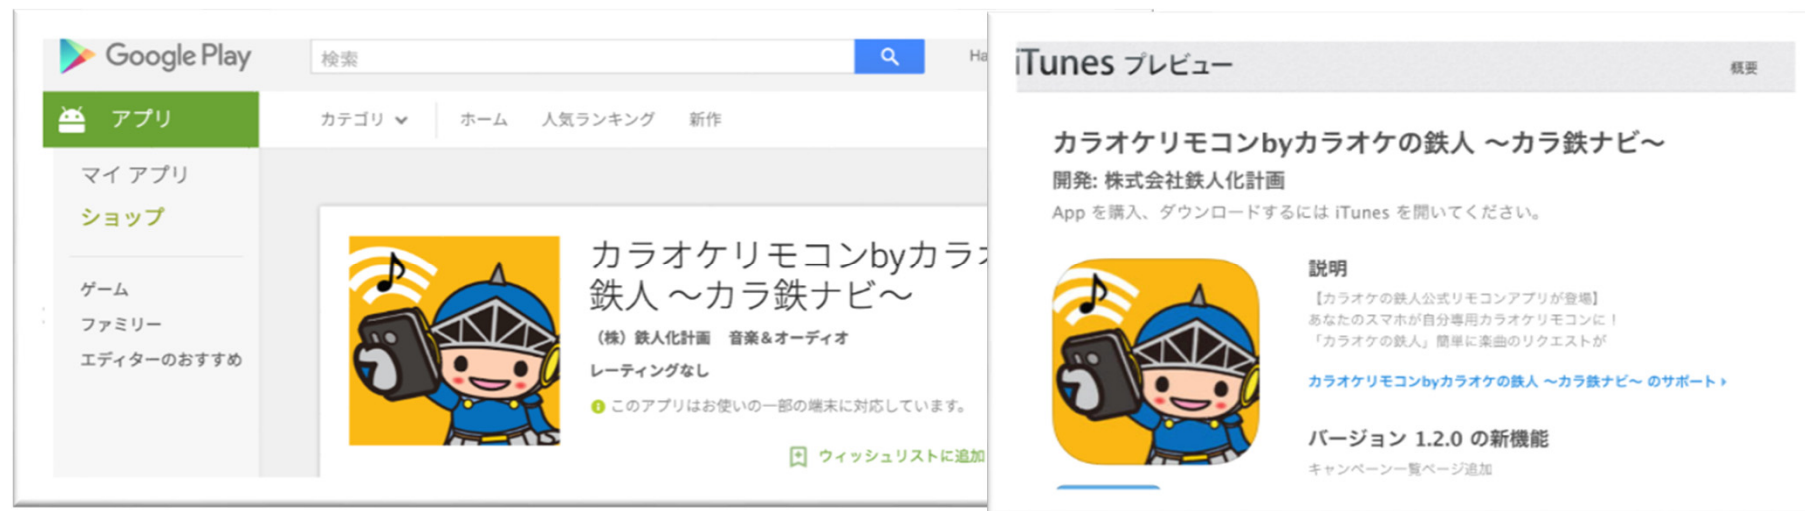 Google Play
検索
Ha
アプリ
カテゴリ
ホーム
人気ランキング
新作
マイ アプリ
ショップ
ゲーム
ファミリー
エディターのおすすめ
カラオケリモコンbyカラオ
鉄人 ～カラ鉄ナビ～
（株）鉄人化計画 音楽&オーディオ
レーティングなし
このアプリはお使いの一部の端末に対応しています。
ウィッシュリストに追加
iTunes プレビュー
概要
カラオケリモコンbyカラオケの鉄人 ～カラ鉄ナビ～
開発: 株式会社鉄人化計画
App を購入、ダウンロードするには iTunes を開いてください。
説明
【カラオケの鉄人公式リモコンアプリが登場】
あなたのスマホが自分専用カラオケリモコンに！
「カラオケの鉄人」簡単に楽曲のリクエストが
カラオケリモコンbyカラオケの鉄人 ～カラ鉄ナビ～ のサポート
バージョン 1.2.0 の新機能
キャンペーン一覧ページ追加